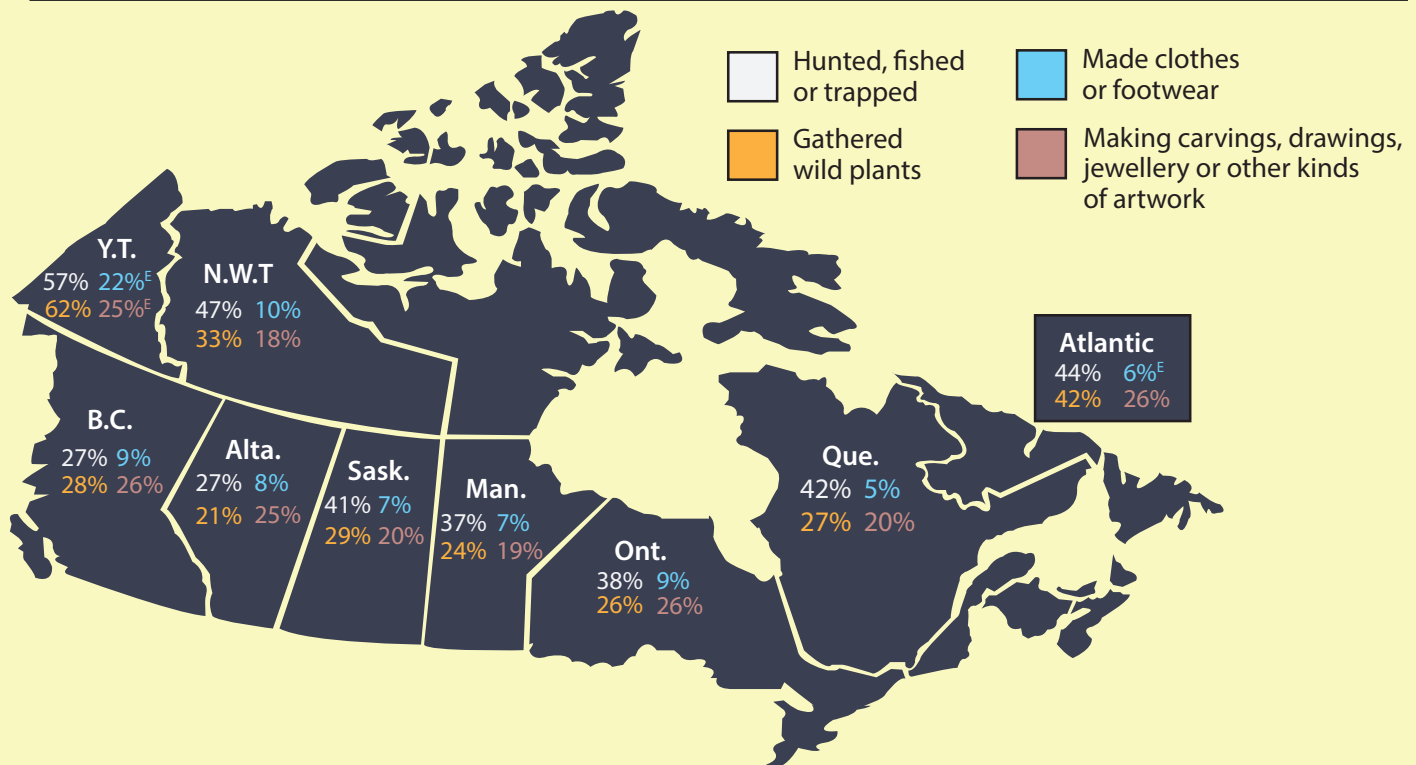 Hunted, fished
or trapped
Made clothes
or footwear
Gathered
wild plants
Making carvings, drawings,
jewellery or other kinds
of artwork
Y.T.
57% 22%E
62% 25%E
N.W.T
47% 10%
33% 18%
Atlantic
44% 6%E
42% 26%
B.C.
27% 9%
28% 26%
Alta.
27% 8%
21% 25%
Sask.
41% 7%
29% 20%
Man.
37% 7%
24% 19%
Ont.
38% 9%
26% 26%
Que.
42% 5%
27% 20%